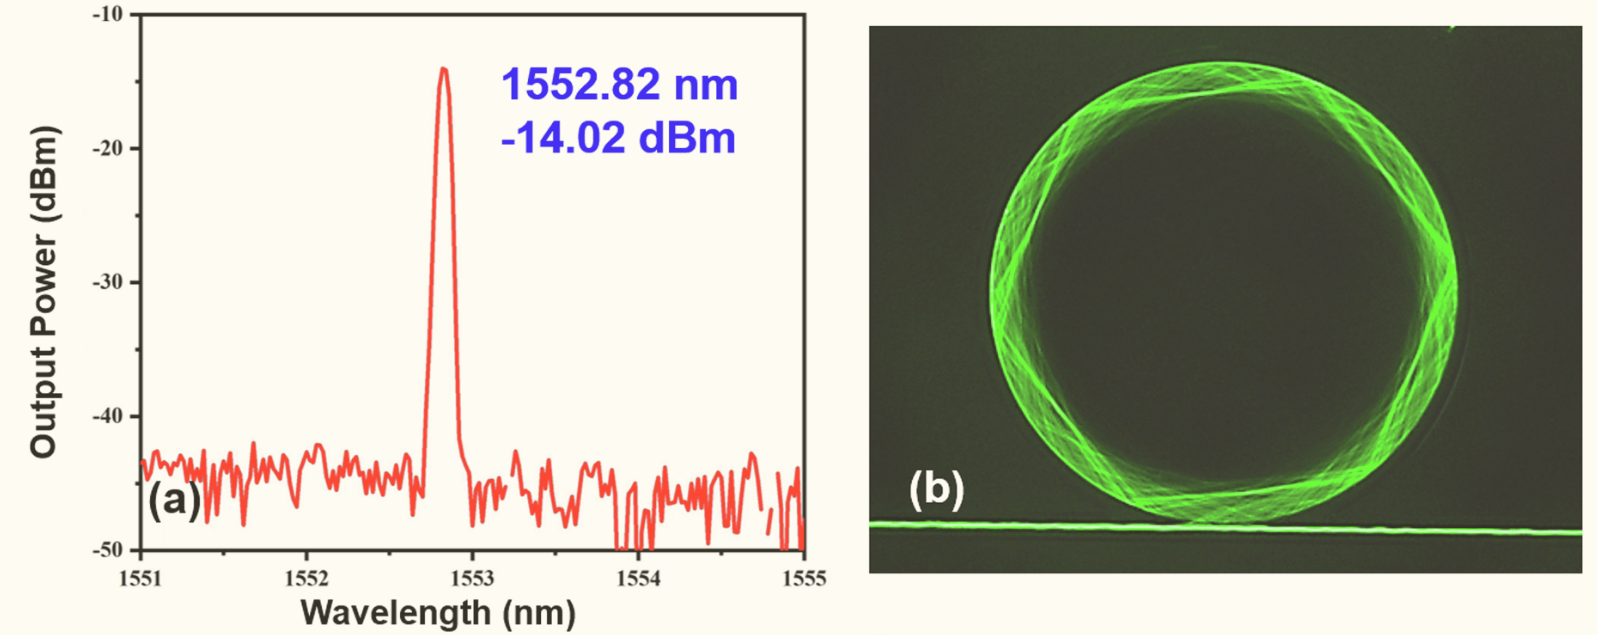 -10
-20
-30
-40
-50
Output Power (dBm)
1552.82 nm
-14.02 dBm
(a)
1551
1552
1553
1554
1555
Wavelength (nm)
(b)